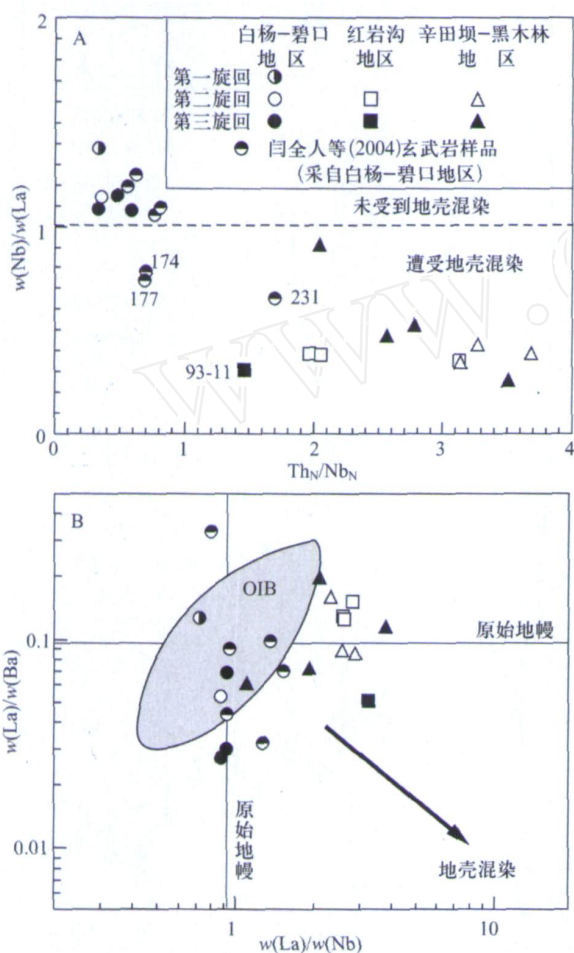 A
白杨-碧口 红岩沟 辛田坝-黑木林
地 区 地区 地 区
第一旋回
第二旋回
第三旋回
闫全人等(2004)玄武岩样品
(采自白杨-碧口地区)
未受到地壳混染
遭受地壳混染
174
177
231
93-11
2
1
0
w(Nb)/w(La)
0 1 2 3 4
ThN/NbN
B
OIB
原始地幔
0.1
0.01
w(La)/w(Ba)
原始地幔
地壳混染
1 10
w(La)/w(Nb)